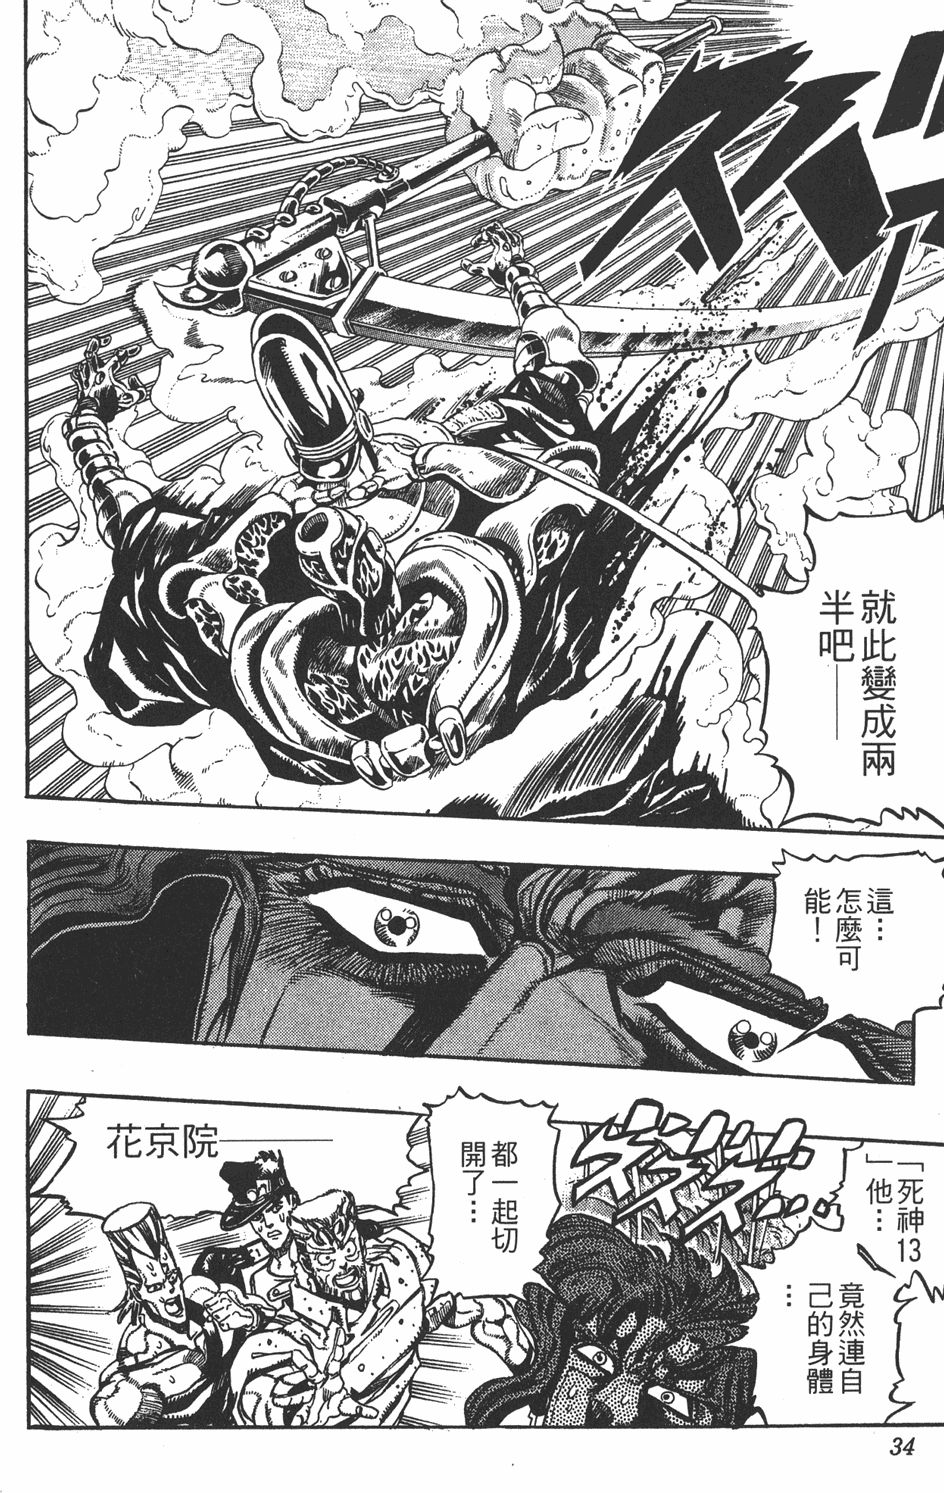 就此變成兩
半吧——
這…
怎麼可
能！
「死神13
」他…
竟然連自
己的身體
…
都一起切
開了…
花京院——
34